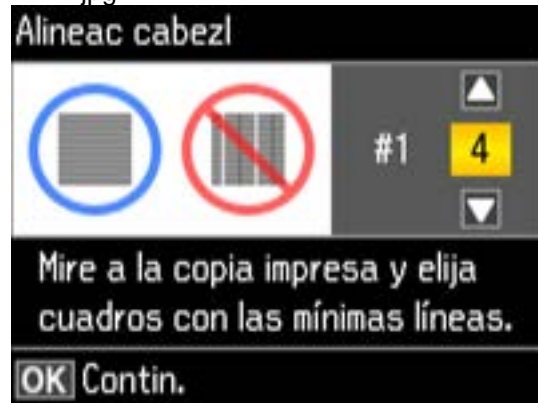 Alineac cabezl
#1 4
Mire a la copia impresa y elija
cuadros con las mínimas líneas.
OK Contin.